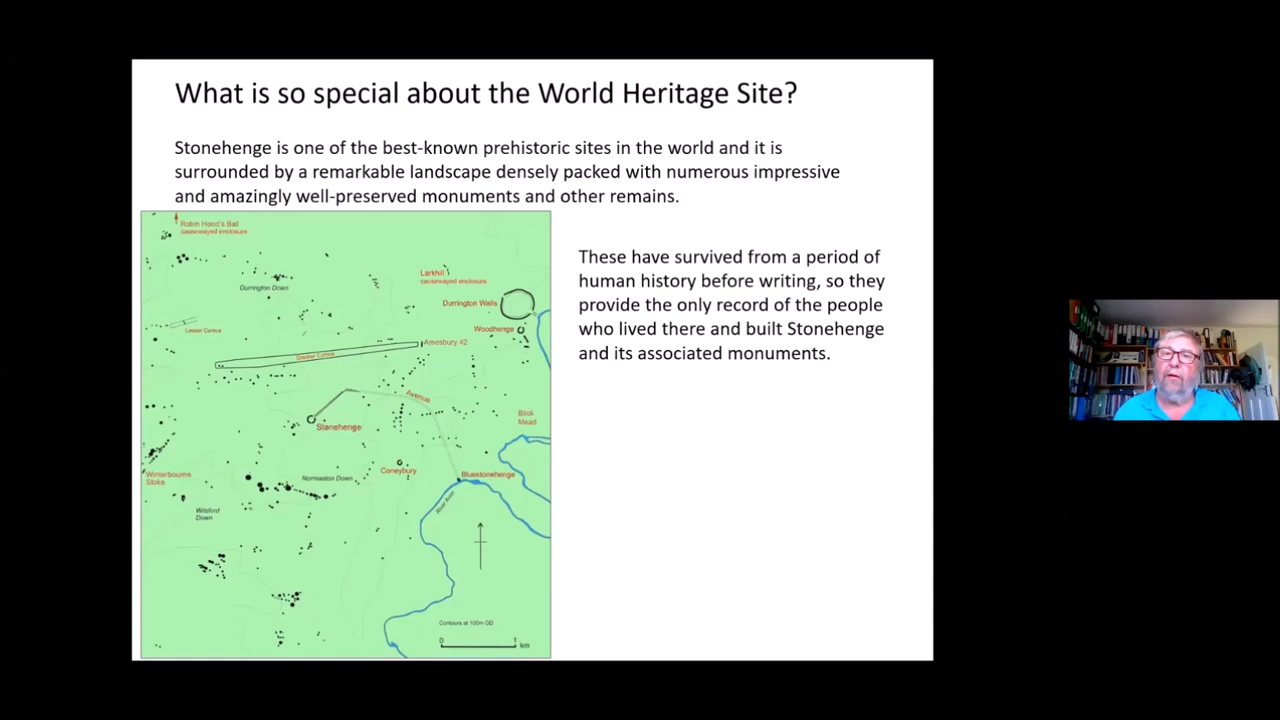 What is so special about the World Heritage Site?
Stonehenge is one of the best-known prehistoric sites in the world and it is
surrounded by a remarkable landscape densely packed with numerous impressive
and amazingly well-preserved monuments and other remains.
These have survived from a period of
human history before writing, so they
provide the only record of the people
who lived there and built Stonehenge
and its associated monuments.
Robin Hood's Ball
causewayed enclosure
Larkhill
causewayed enclosure
Durrington Down
Durrington Walls
Lesser Cursus
Woodhenge
Amesbury 42
Greater Cursus
Avenue
Blick
Mead
Stonehenge
Coneybury
Winterbourne
Stoke
Normanton Down
Bluestonehenge
River Avon
Wilsford
Down
Contours at 100m OD
0 1
km